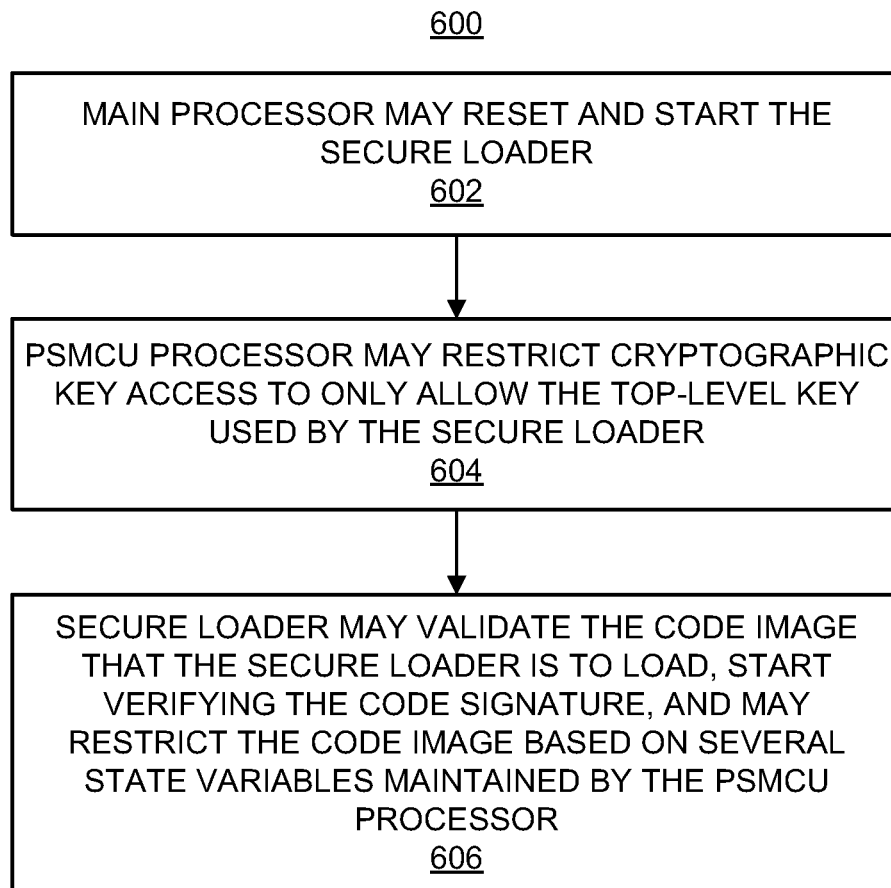 600
MAIN PROCESSOR MAY RESET AND START THE
SECURE LOADER
602
PSMCU PROCESSOR MAY RESTRICT CRYPTOGRAPHIC
KEY ACCESS TO ONLY ALLOW THE TOP-LEVEL KEY
USED BY THE SECURE LOADER
604
SECURE LOADER MAY VALIDATE THE CODE IMAGE
THAT THE SECURE LOADER IS TO LOAD, START
VERIFYING THE CODE SIGNATURE, AND MAY
RESTRICT THE CODE IMAGE BASED ON SEVERAL
STATE VARIABLES MAINTAINED BY THE PSMCU
PROCESSOR
606